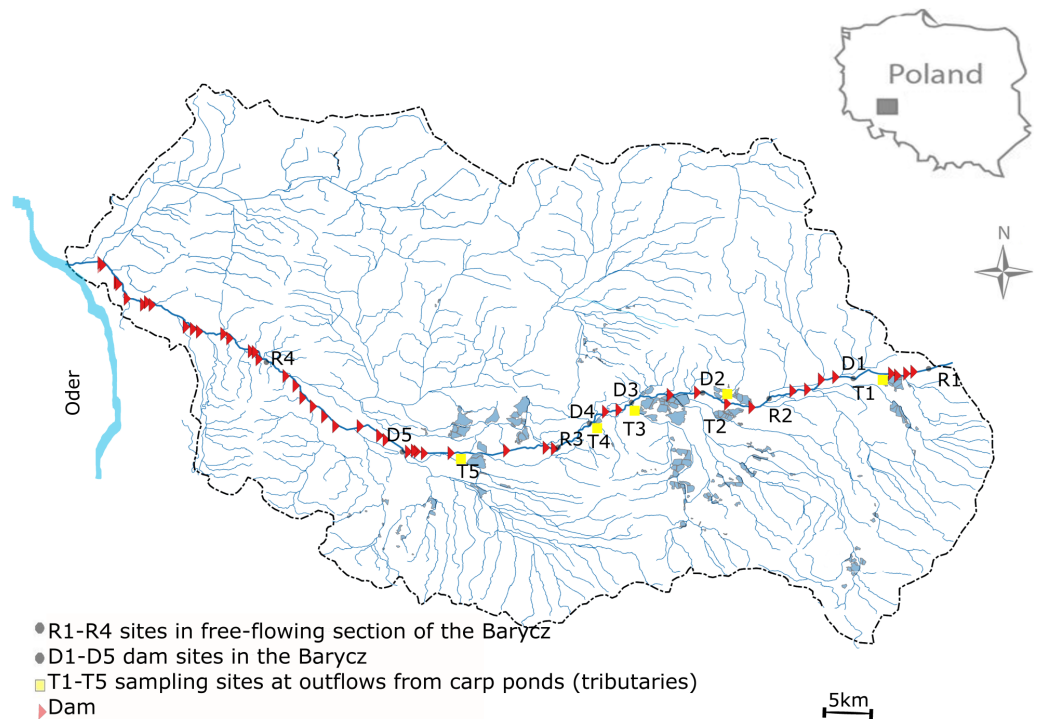 Poland
N
Oder
R4
D1
R1
T1
D2
D3
R2
T2
D4
T3
D5
R3
T4
T5
R1-R4 sites in free-flowing section of the Barycz
D1-D5 dam sites in the Barycz
T1-T5 sampling sites at outflows from carp ponds (tributaries)
Dam
5km